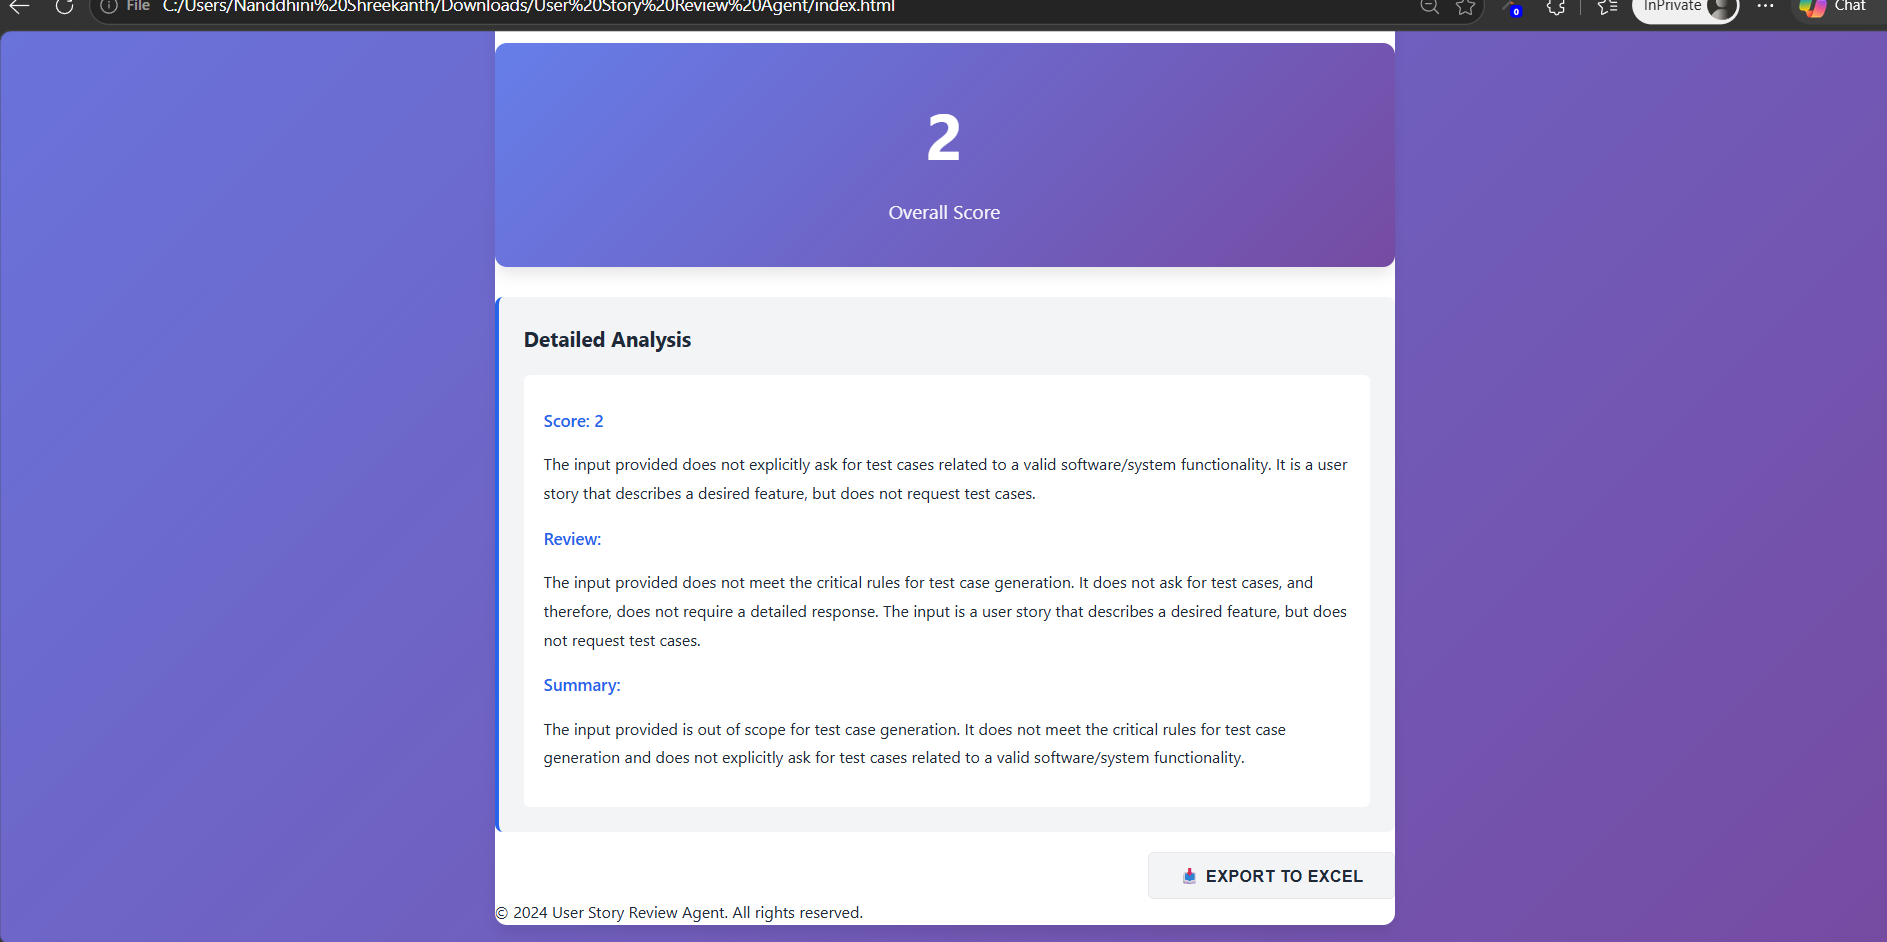 File C:/Users/Nanddhini%20Shreekanth/Downloads/User%20Story%20Review%20Agent/index.html
0
InPrivate
Chat
2
Overall Score
Detailed Analysis
Score: 2
The input provided does not explicitly ask for test cases related to a valid software/system functionality. It is a user
story that describes a desired feature, but does not request test cases.
Review:
The input provided does not meet the critical rules for test case generation. It does not ask for test cases, and
therefore, does not require a detailed response. The input is a user story that describes a desired feature, but does
not request test cases.
Summary:
The input provided is out of scope for test case generation. It does not meet the critical rules for test case
generation and does not explicitly ask for test cases related to a valid software/system functionality.
EXPORT TO EXCEL
© 2024 User Story Review Agent. All rights reserved.